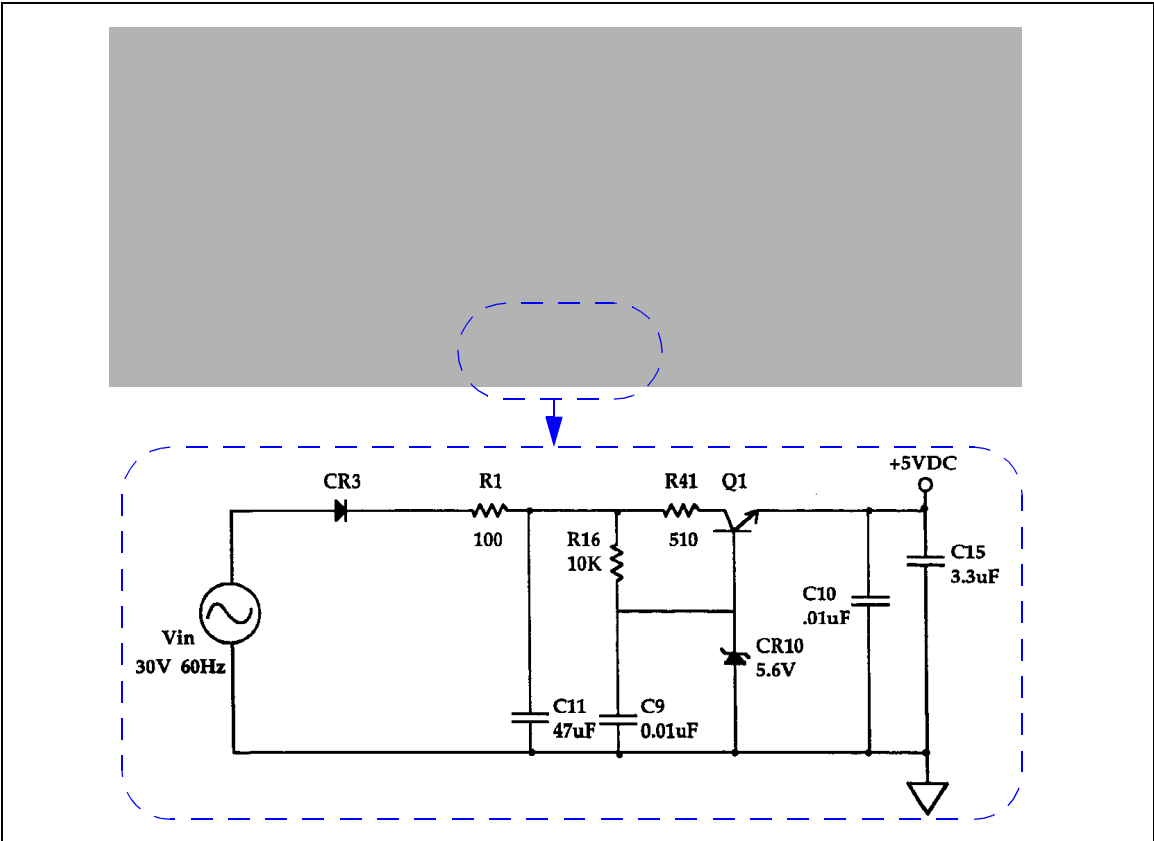 +5VDC
CR3
R1
R41
Q1
100
R16
10K
510
C15
3.3uF
C10
.01uF
Vin
30V 60Hz
CR10
5.6V
C11
47uF
C9
0.01uF